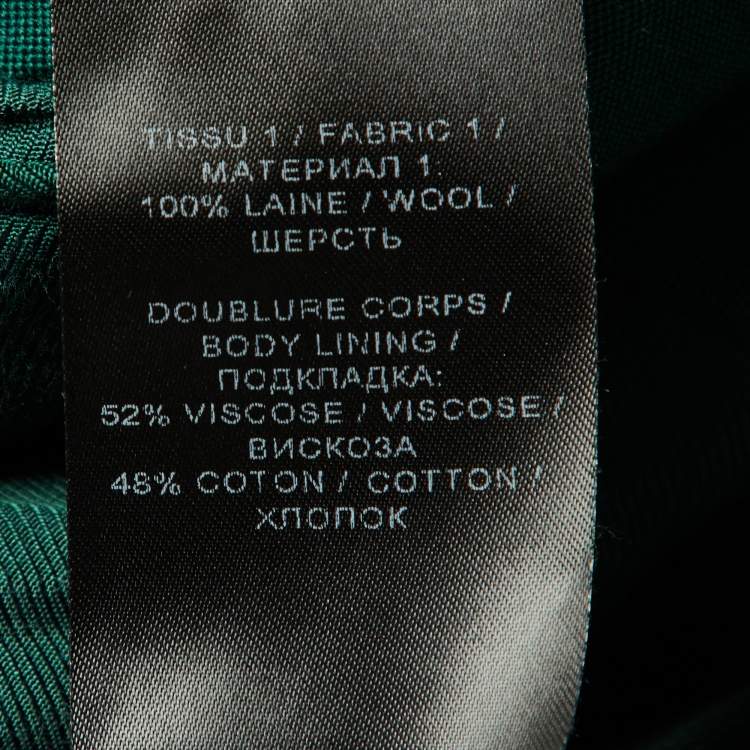 TISSU 1 / FABRIC 1 /
МАТЕРИАЛ 1:
100% LAINE / WOOL /
ШЕРСТЬ
DOUBLURE CORPS /
BODY LINING /
ПОДКЛАДКА:
52% VISCOSE / VISCOSE /
ВИСКОЗА
48% COTON / COTTON /
ХЛОПОК